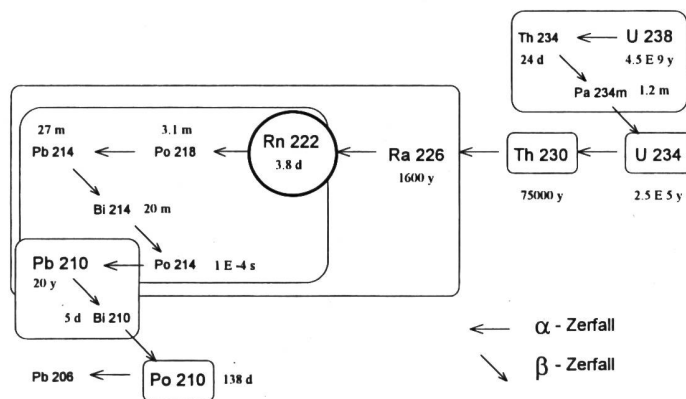 Th 234
U 238
24 d
4.5 E 9 y
Pa 234m
1.2 m
27 m
3.1 m
Rn 222
Pb 214
Po 218
3.8 d
Ra 226
Th 230
U 234
1600 y
75000 y
2.5 E 5 y
Bi 214
20 m
Pb 210
Po 214
1 E -4 s
20 y
5 d
Bi 210
α - Zerfall
β - Zerfall
Pb 206
Po 210
138 d